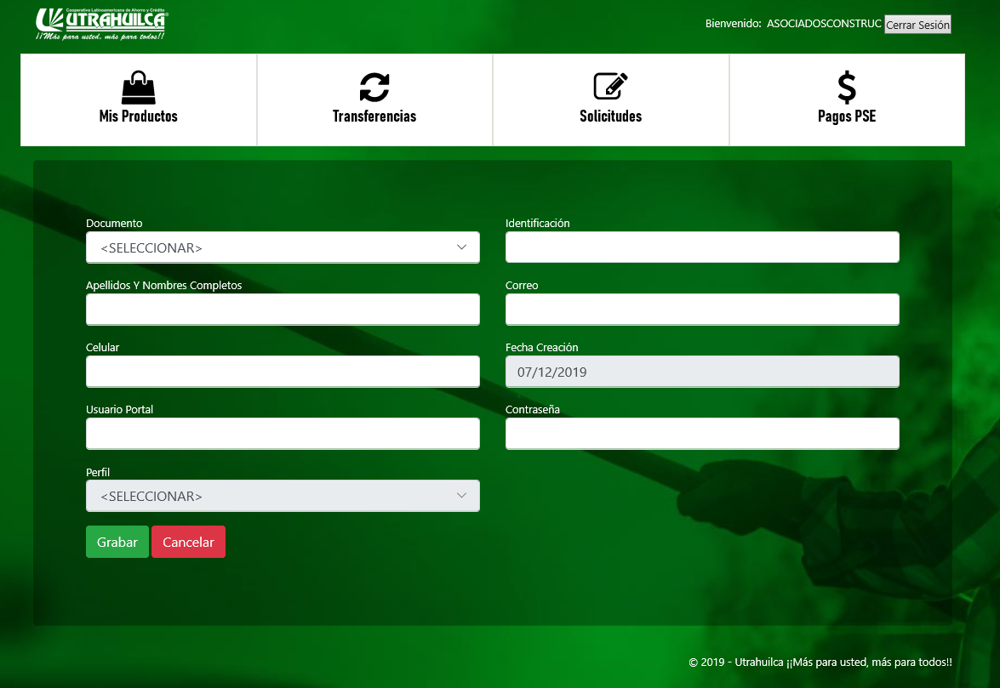 Cooperativa Latinoamericana de Ahorro y Crédito
UTRAHUILCA
¡¡Más para usted, más para todos!!
Bienvenido: ASOCIADOSCONSTRUC Cerrar Sesión
Mis Productos Transferencias Solicitudes Pagos PSE
Documento Identificación
<SELECCIONAR>
Apellidos Y Nombres Completos Correo
Celular Fecha Creación
07/12/2019
Usuario Portal Contraseña
Perfil
<SELECCIONAR>
Grabar Cancelar
© 2019 - Utrahuilca ¡¡Más para usted, más para todos!!